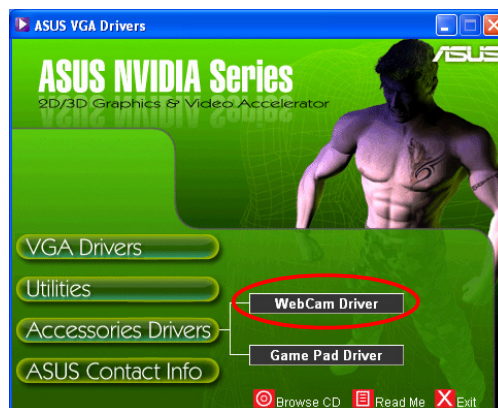 ASUS VGA Drivers
ASUS
ASUS NVIDIA Series
2D/3D Graphics & Video Accelerator
VGA Drivers
Utilities
WebCam Driver
Accessories Drivers
Game Pad Driver
ASUS Contact Info
Browse CD
Read Me
X Exit